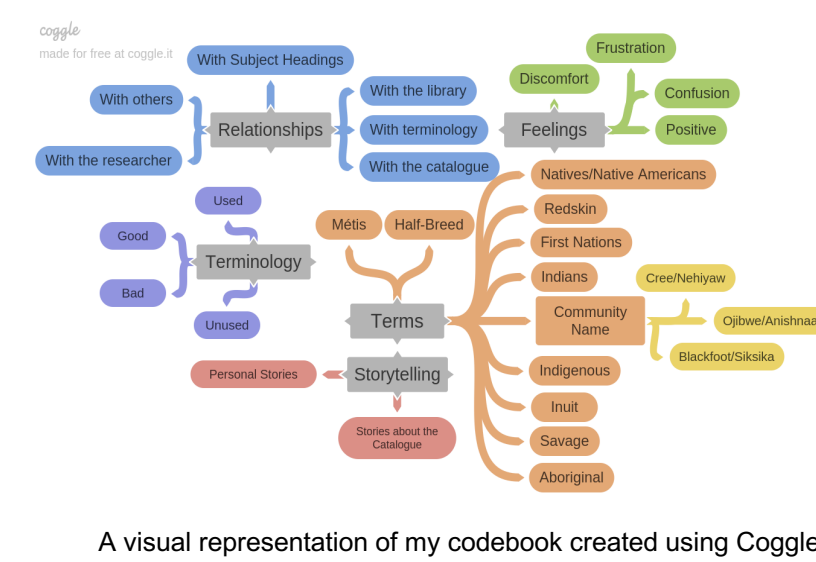 coggle
made for free at coggle.it
With Subject Headings
With others
With the library
Relationships
With terminology
With the researcher
With the catalogue
Frustration
Discomfort
Confusion
Feelings
Positive
Used
Good
Terminology
Bad
Unused
Métis
Half-Breed
Terms
Natives/Native Americans
Redskin
First Nations
Indians
Community
Name
Cree/Nehiyaw
Ojibwe/Anishnaa
Blackfoot/Siksika
Indigenous
Inuit
Savage
Aboriginal
Storytelling
Personal Stories
Stories about the
Catalogue
A visual representation of my codebook created using Coggle